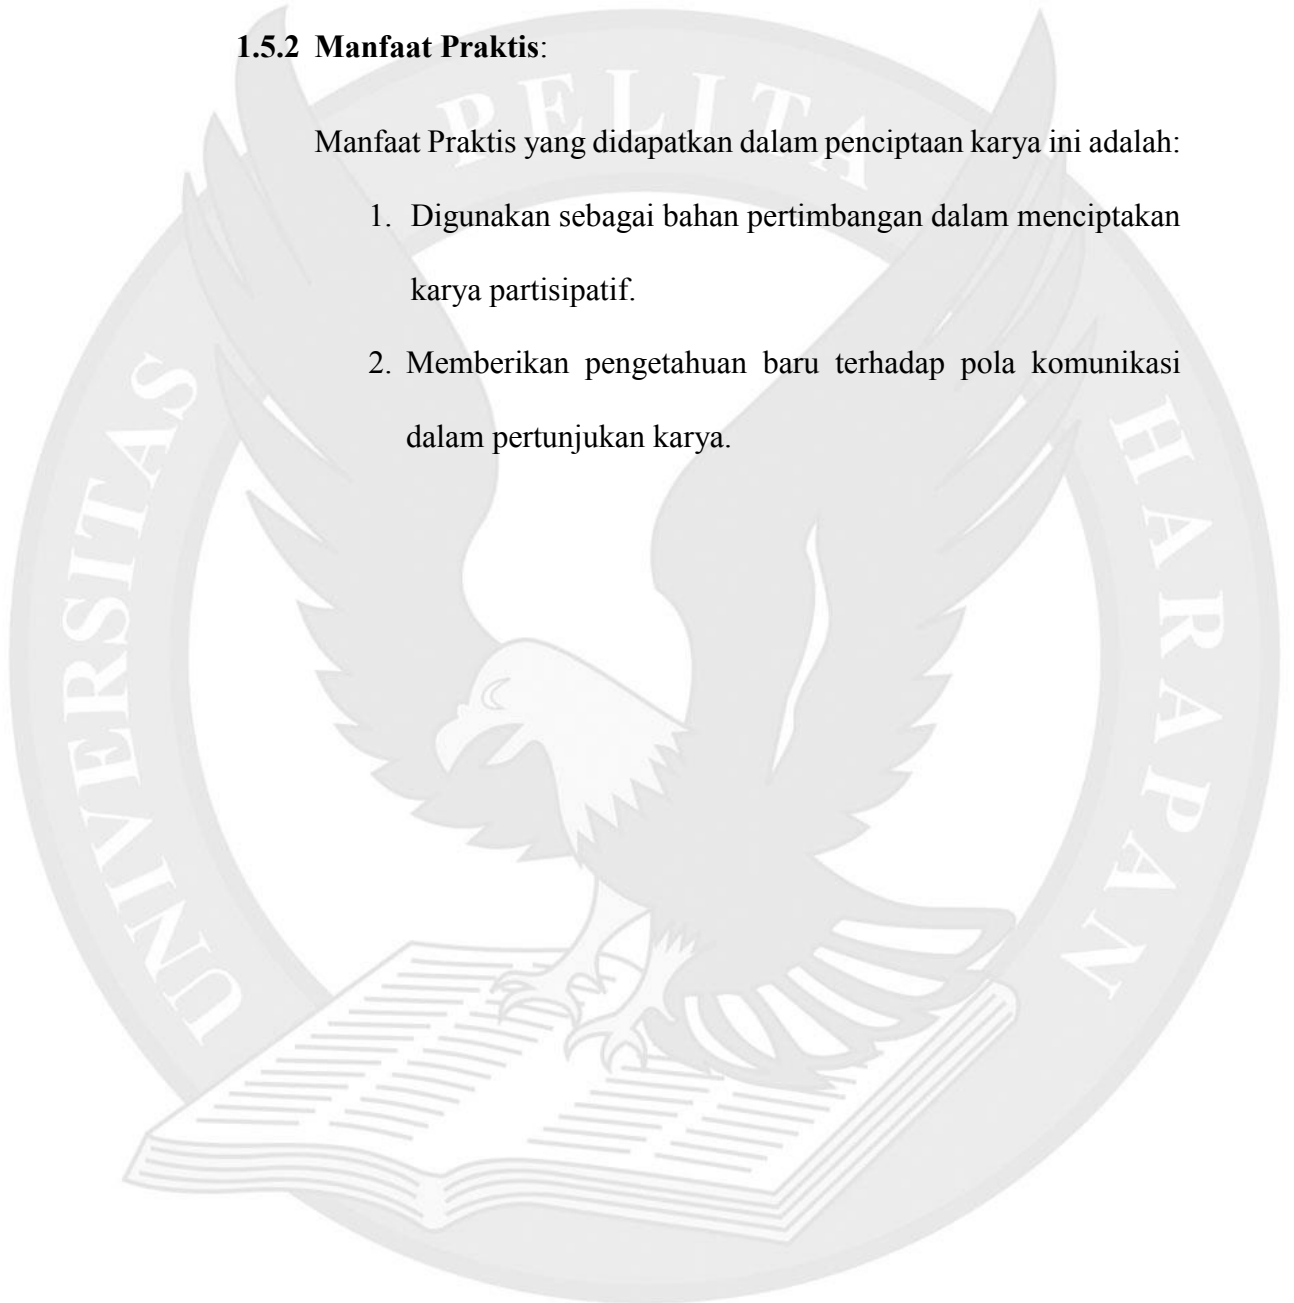 1.5.2 Manfaat Praktis:
Manfaat Praktis yang didapatkan dalam penciptaan karya ini adalah:
1. Digunakan sebagai bahan pertimbangan dalam menciptakan
karya partisipatif.
2. Memberikan pengetahuan baru terhadap pola komunikasi
dalam pertunjukan karya.
UNIVERSITAS PELITA HARAPAN